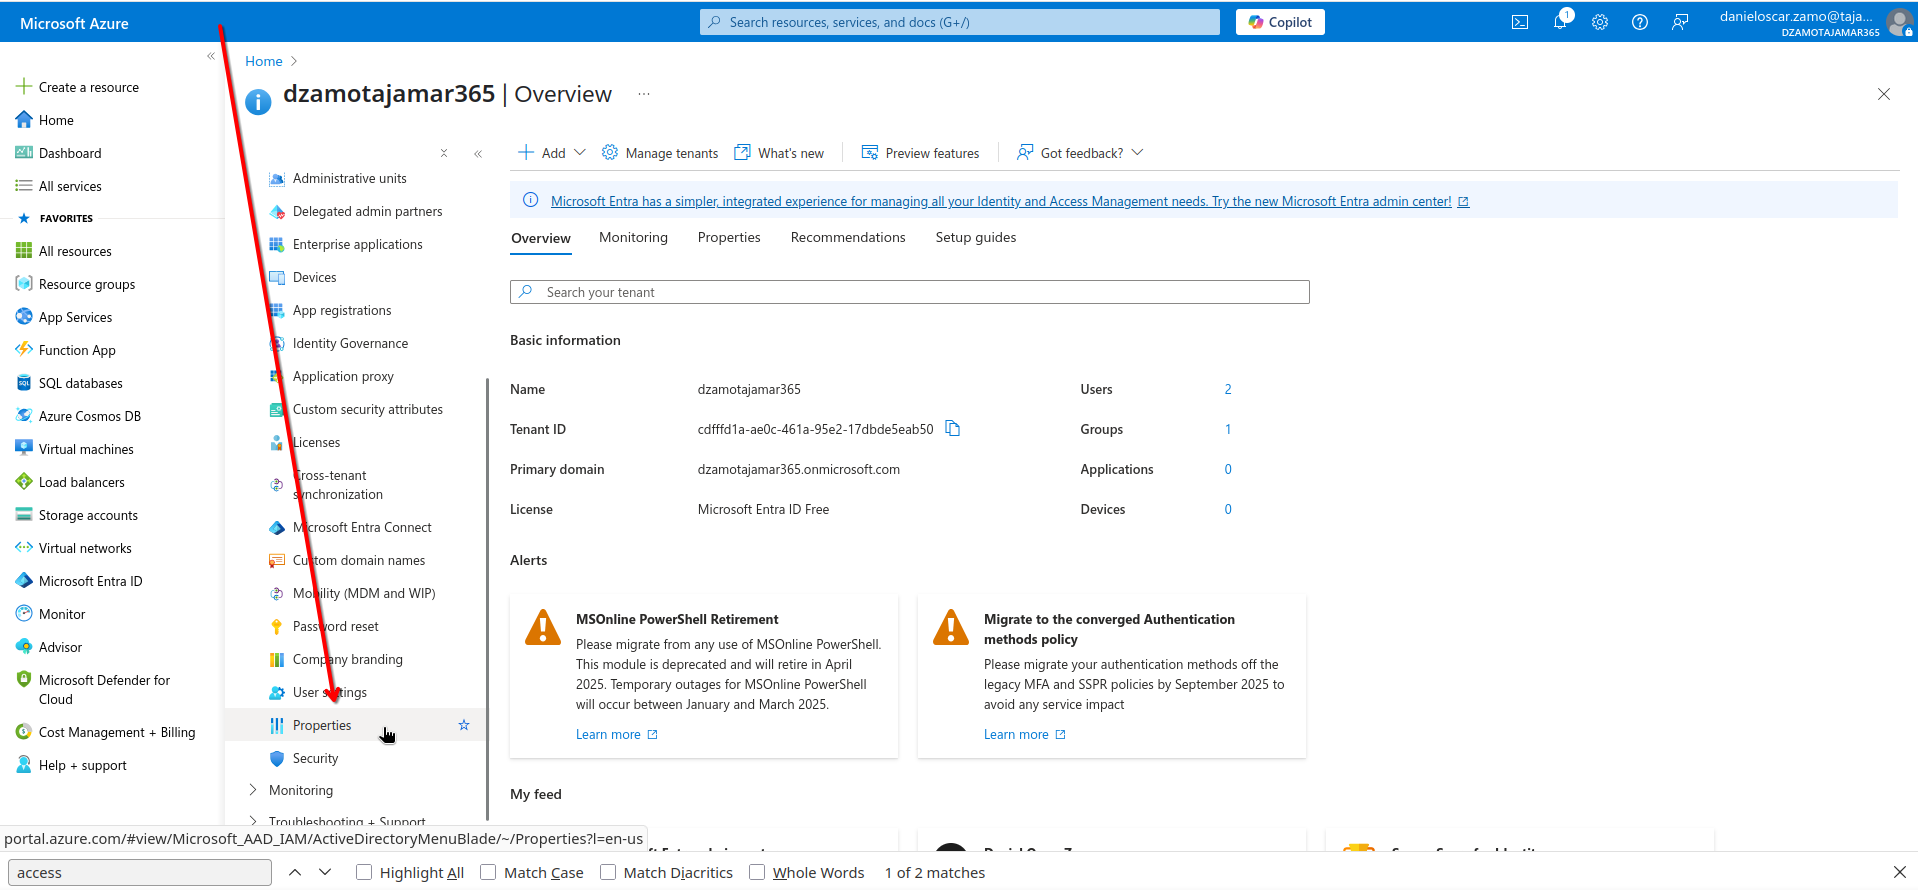 Microsoft Azure
Search resources, services, and docs (G+/)
Copilot
1
danieloscar.zamo@taja...
DZAMOTAJAMAR365
Create a resource
Home
Dashboard
All services
FAVORITES
All resources
Resource groups
App Services
Function App
SQL databases
Azure Cosmos DB
Virtual machines
Load balancers
Storage accounts
Virtual networks
Microsoft Entra ID
Monitor
Advisor
Microsoft Defender for
Cloud
Cost Management + Billing
Help + support
Home
dzamotajamar365 | Overview
...
Administrative units
Delegated admin partners
Enterprise applications
Devices
App registrations
Identity Governance
Application proxy
Custom security attributes
Licenses
Cross-tenant
synchronization
Microsoft Entra Connect
Custom domain names
Mobility (MDM and WIP)
Password reset
Company branding
User settings
Properties
Security
Monitoring
Troubleshooting + Support
Add
Manage tenants
What's new
Preview features
Got feedback?
Microsoft Entra has a simpler, integrated experience for managing all your Identity and Access Management needs. Try the new Microsoft Entra admin center!
Overview
Monitoring
Properties
Recommendations
Setup guides
Search your tenant
Basic information
Name
dzamotajamar365
Users
2
Tenant ID
cdfffd1a-ae0c-461a-95e2-17dbde5eab50
Groups
1
Primary domain
dzamotajamar365.onmicrosoft.com
Applications
0
License
Microsoft Entra ID Free
Devices
0
Alerts
MSOnline PowerShell Retirement
Please migrate from any use of MSOnline PowerShell.
This module is deprecated and will retire in April
2025. Temporary outages for MSOnline PowerShell
will occur between January and March 2025.
Learn more
Migrate to the converged Authentication
methods policy
Please migrate your authentication methods off the
legacy MFA and SSPR policies by September 2025 to
avoid any service impact
Learn more
My feed
portal.azure.com/#view/Microsoft_AAD_IAM/ActiveDirectoryMenuBlade/~/Properties?l=en-us
access
Highlight All
Match Case
Match Diacritics
Whole Words
1 of 2 matches